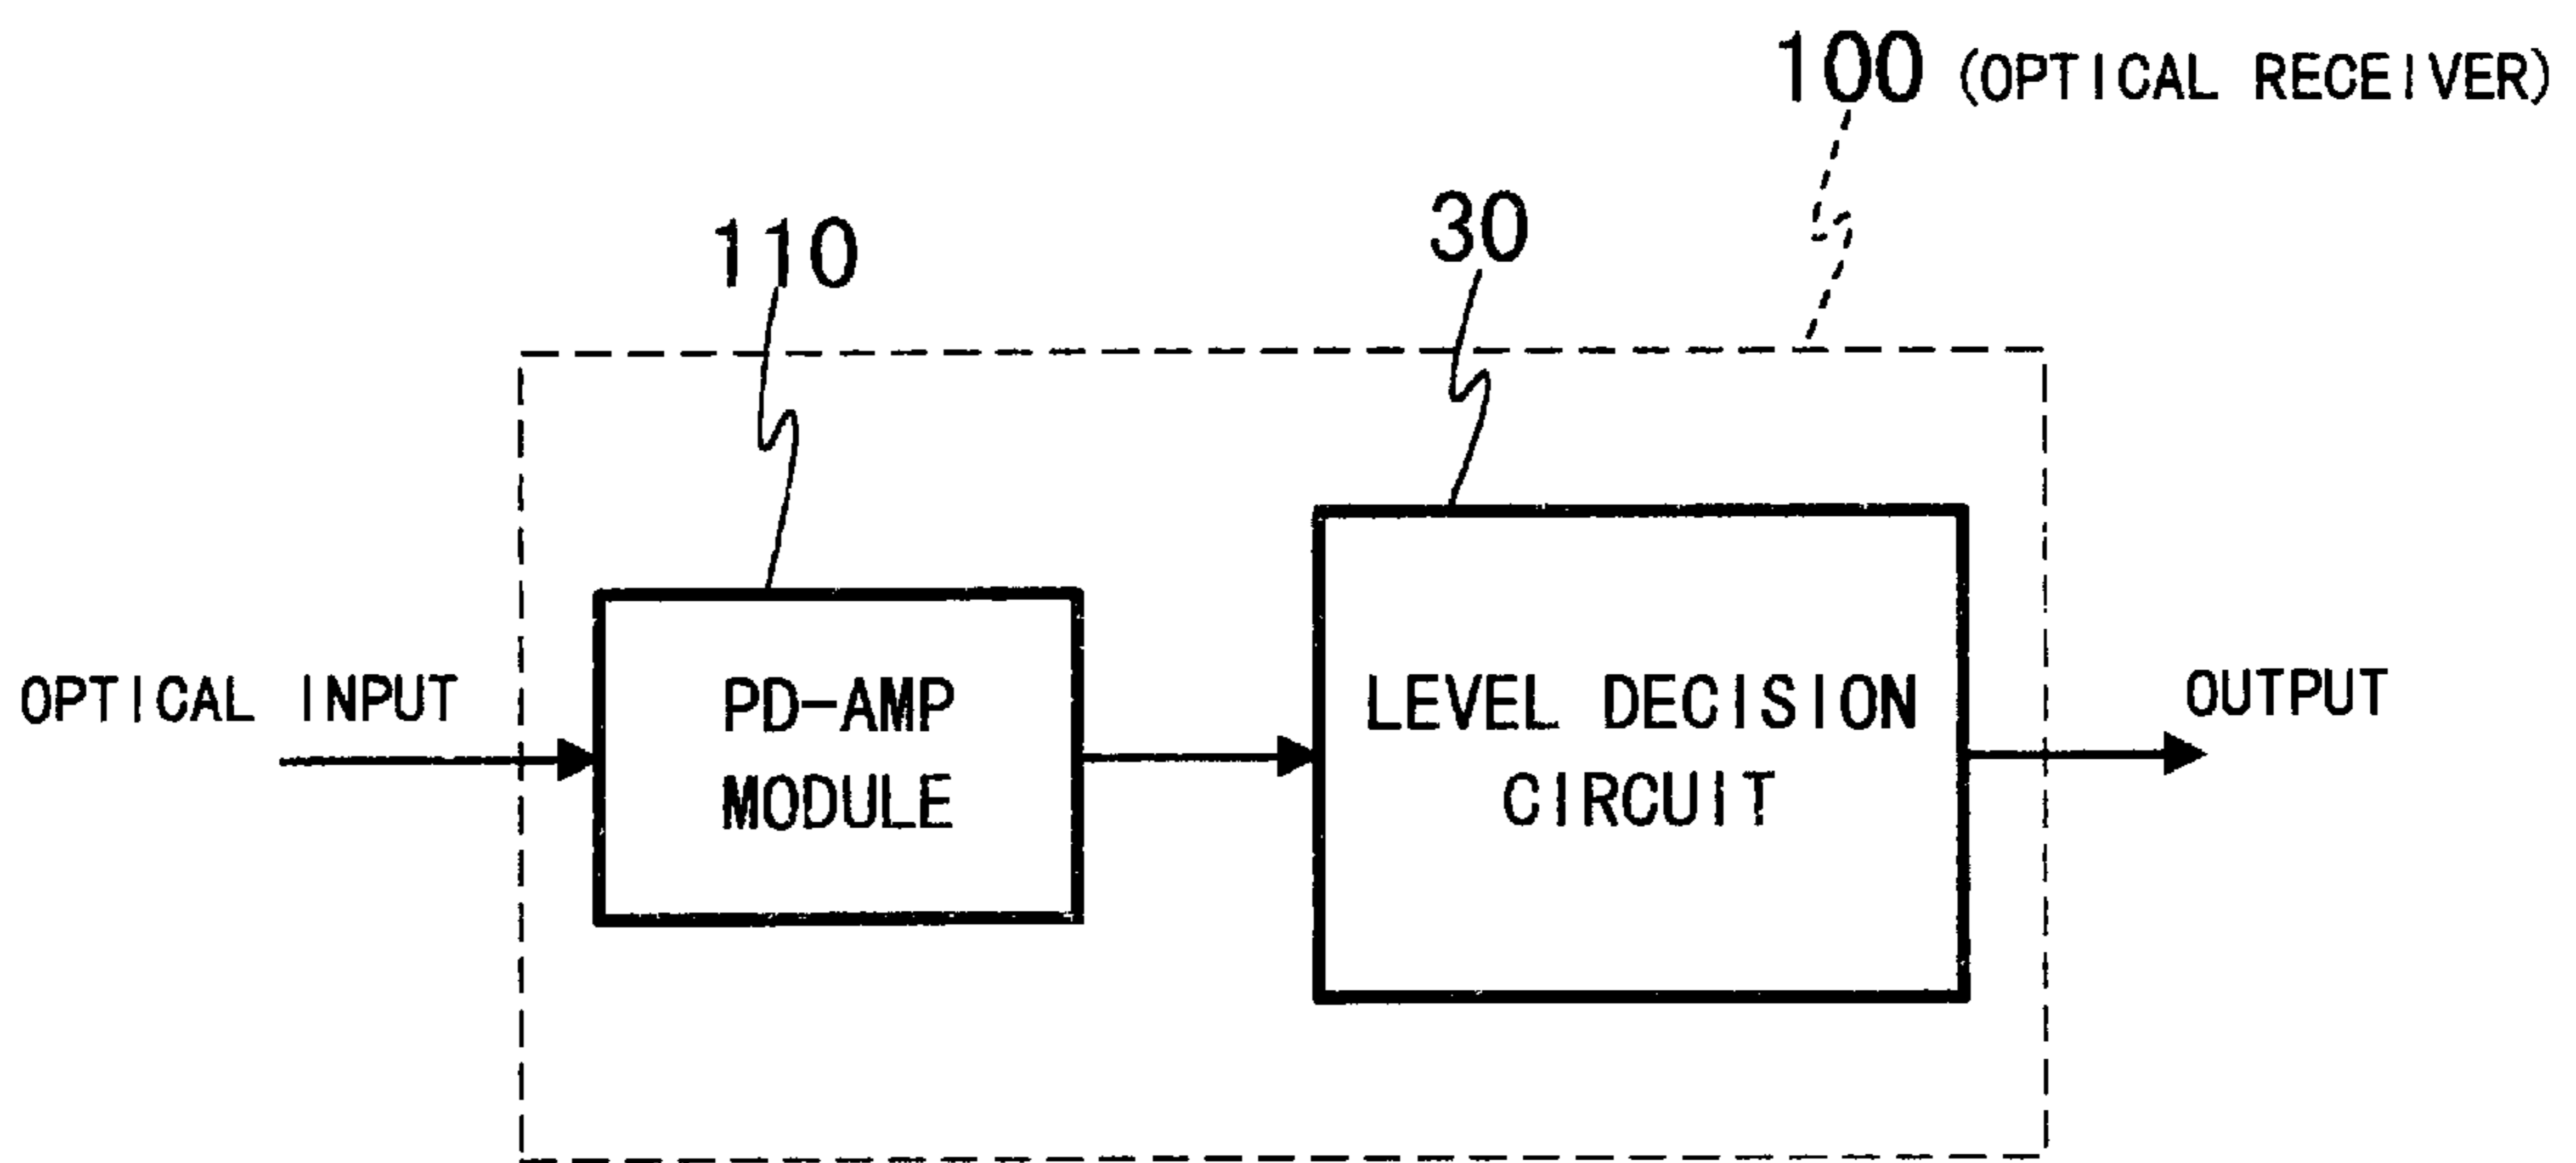 100 (OPTICAL RECEIVER)
110
30
OPTICAL INPUT
PD-AMP
MODULE
LEVEL DECISION
CIRCUIT
OUTPUT